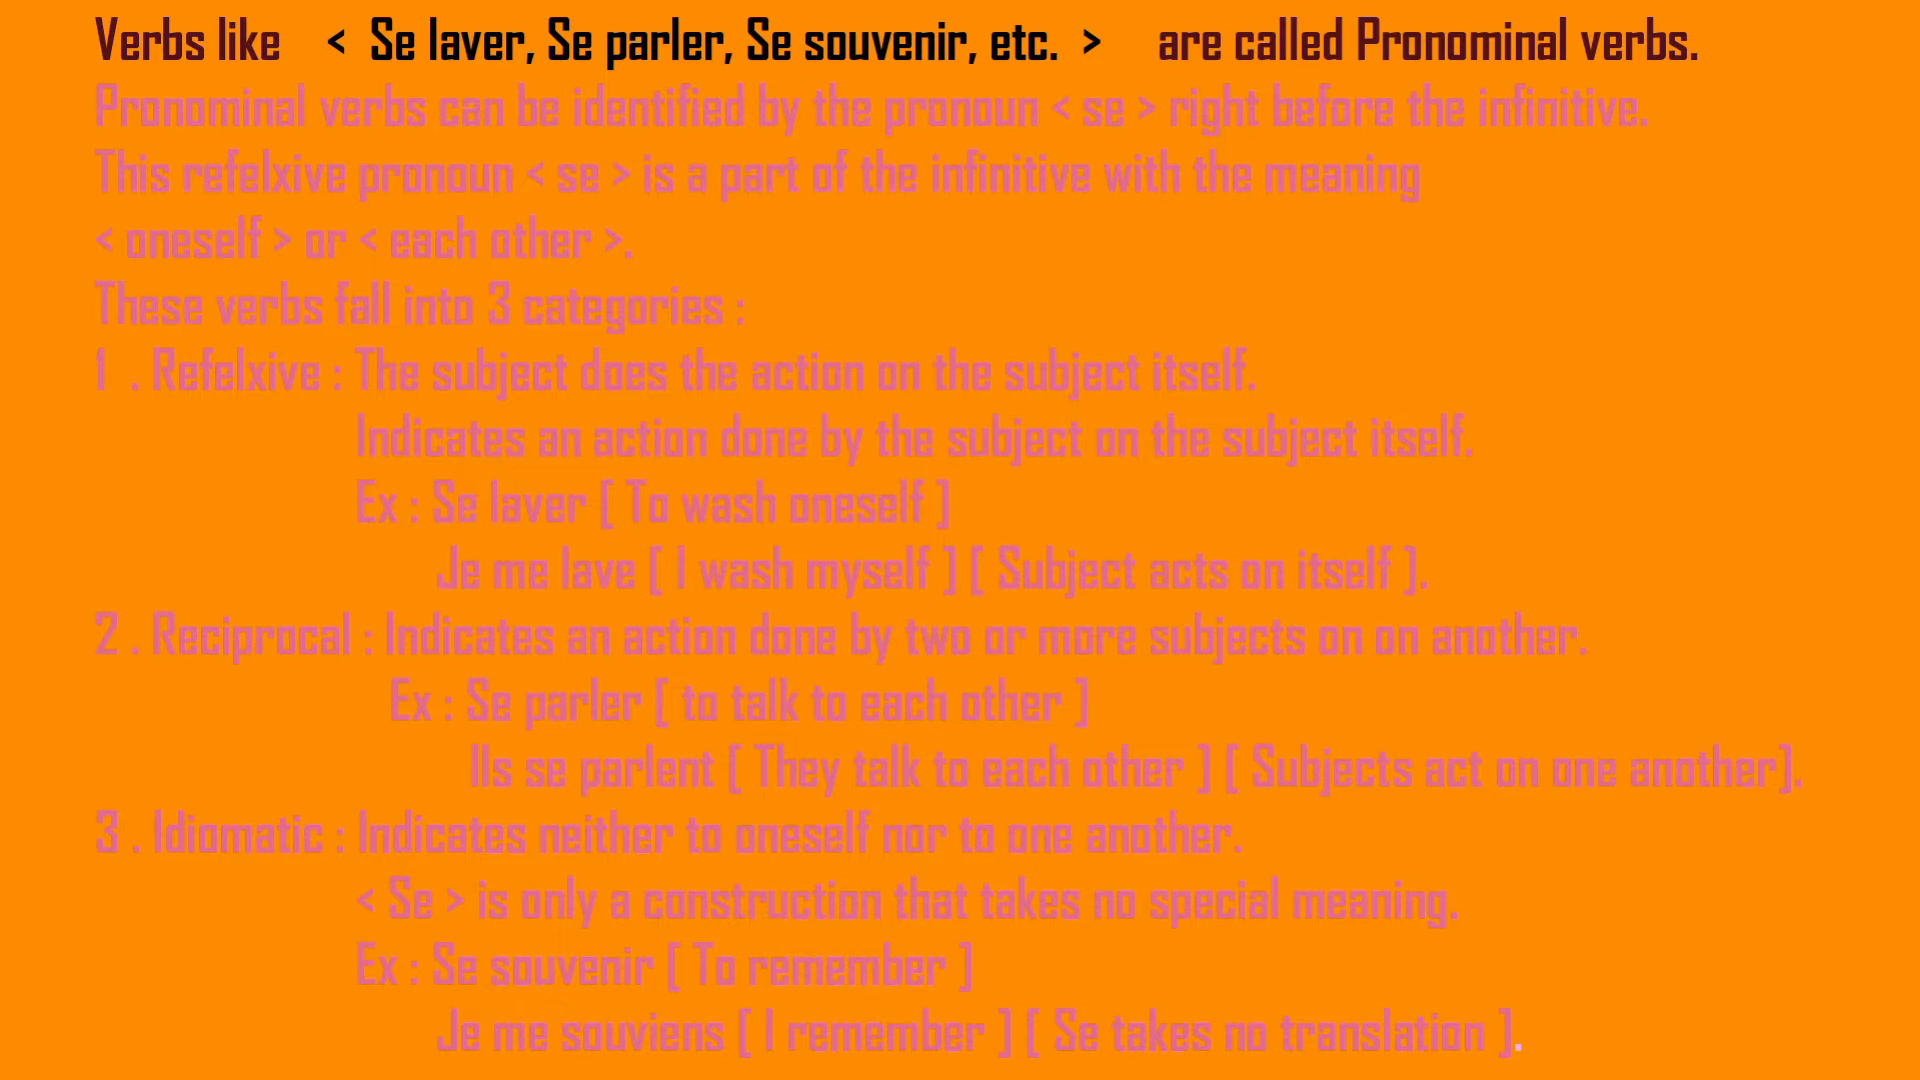 Verbs like < Se laver, Se parler, Se souvenir, etc. > are called Pronominal verbs.
Pronominal verbs can be identified by the pronoun < se > right before the infinitive.
This refelxive pronoun < se > is a part of the infinitive with the meaning
< oneself > or < each other >.
These verbs fall into 3 categories :
1 . Refelxive : The subject does the action on the subject itself.
Indicates an action done by the subject on the subject itself.
Ex : Se laver [ To wash oneself ]
Je me lave [ I wash myself ] [ Subject acts on itself ].
2 . Reciprocal : Indicates an action done by two or more subjects on on another.
Ex : Se parler [ to talk to each other ]
Ils se parlent [ They talk to each other ] [ Subjects act on one another].
3 . Idiomatic : Indicates neither to oneself nor to one another.
< Se > is only a construction that takes no special meaning.
Ex : Se souvenir [ To remember ]
Je me souviens [ I remember ] [ Se takes no translation ].